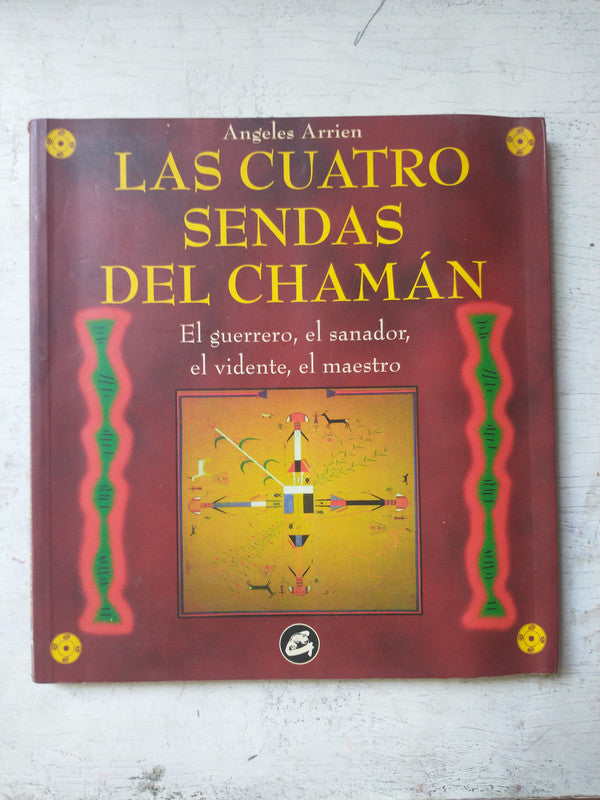 Angeles Arrien
LAS CUATRO
SENDAS
DEL CHAMÁN
El guerrero, el sanador,
el vidente, el maestro